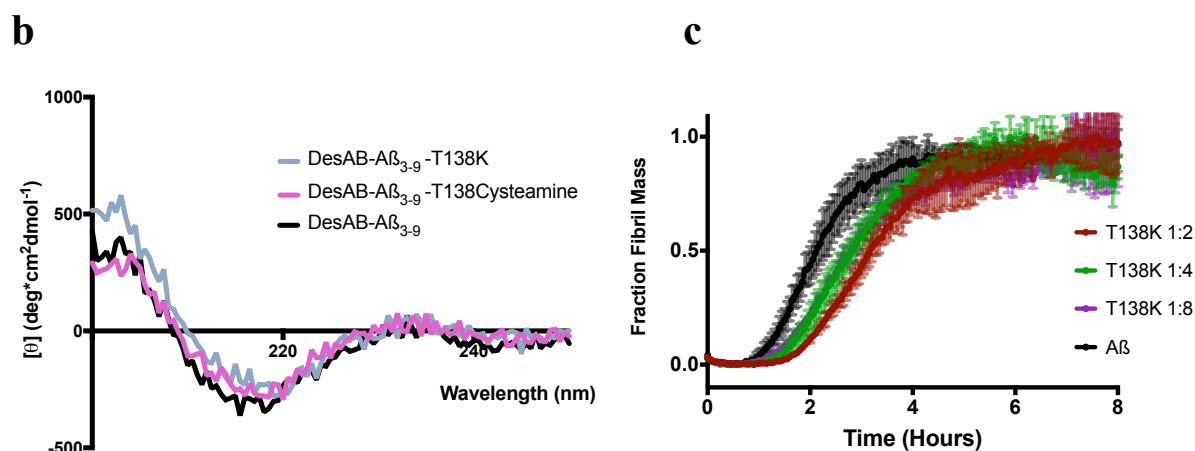 b
1000
500
0
-500
[θ] (deg*cm²dmol⁻¹)
220
240
Wavelength (nm)
DesAB-Aß₃₋₉-T138K
DesAB-Aß₃₋₉-T138Cysteamine
DesAB-Aß₃₋₉
c
1.0
0.5
0.0
Fraction Fibril Mass
0 2 4 6 8
Time (Hours)
T138K 1:2
T138K 1:4
T138K 1:8
Aß